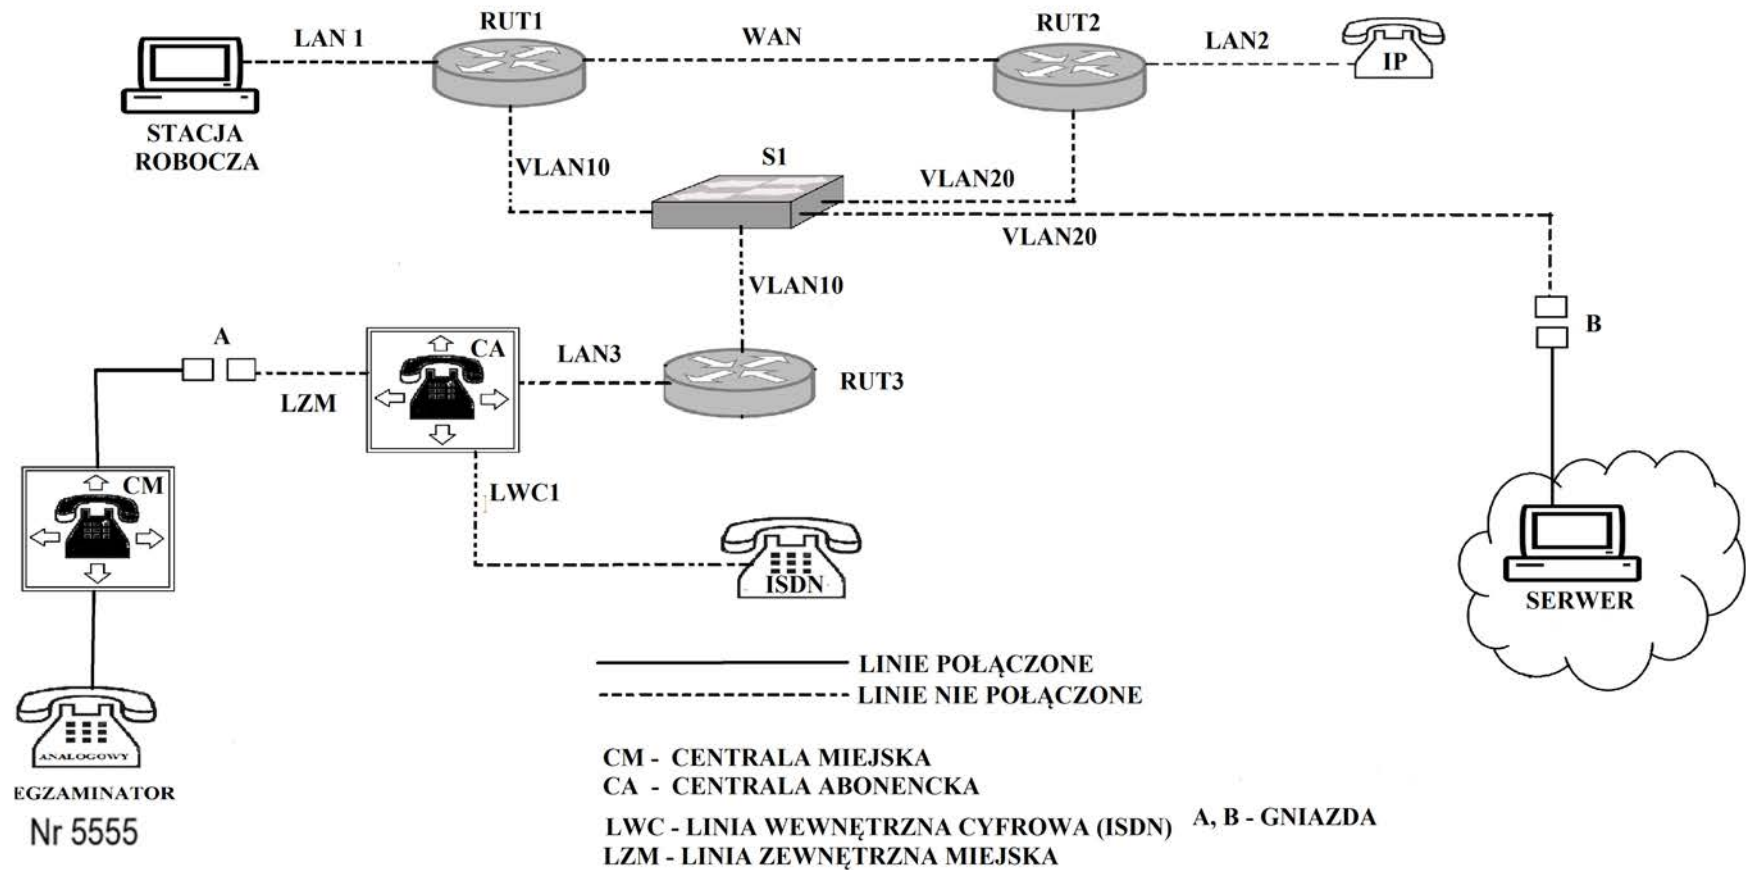 LAN 1
RUT1
WAN
RUT2
LAN2
IP
STACJA
ROBOCZA
VLAN10
S1
VLAN20
VLAN20
VLAN10
A
CA
LAN3
RUT3
B
LZM
CM
LWC1
ISDN
SERWER
ANALOGOWY
EGZAMINATOR
Nr 5555
LINIE POŁĄCZONE
LINIE NIE POŁĄCZONE
CM - CENTRALA MIEJSKA
CA - CENTRALA ABONENCKA
LWC - LINIA WEWNĘTRZNA CYFROWA (ISDN)
A, B - GNIAZDA
LZM - LINIA ZEWNĘTRZNA MIEJSKA